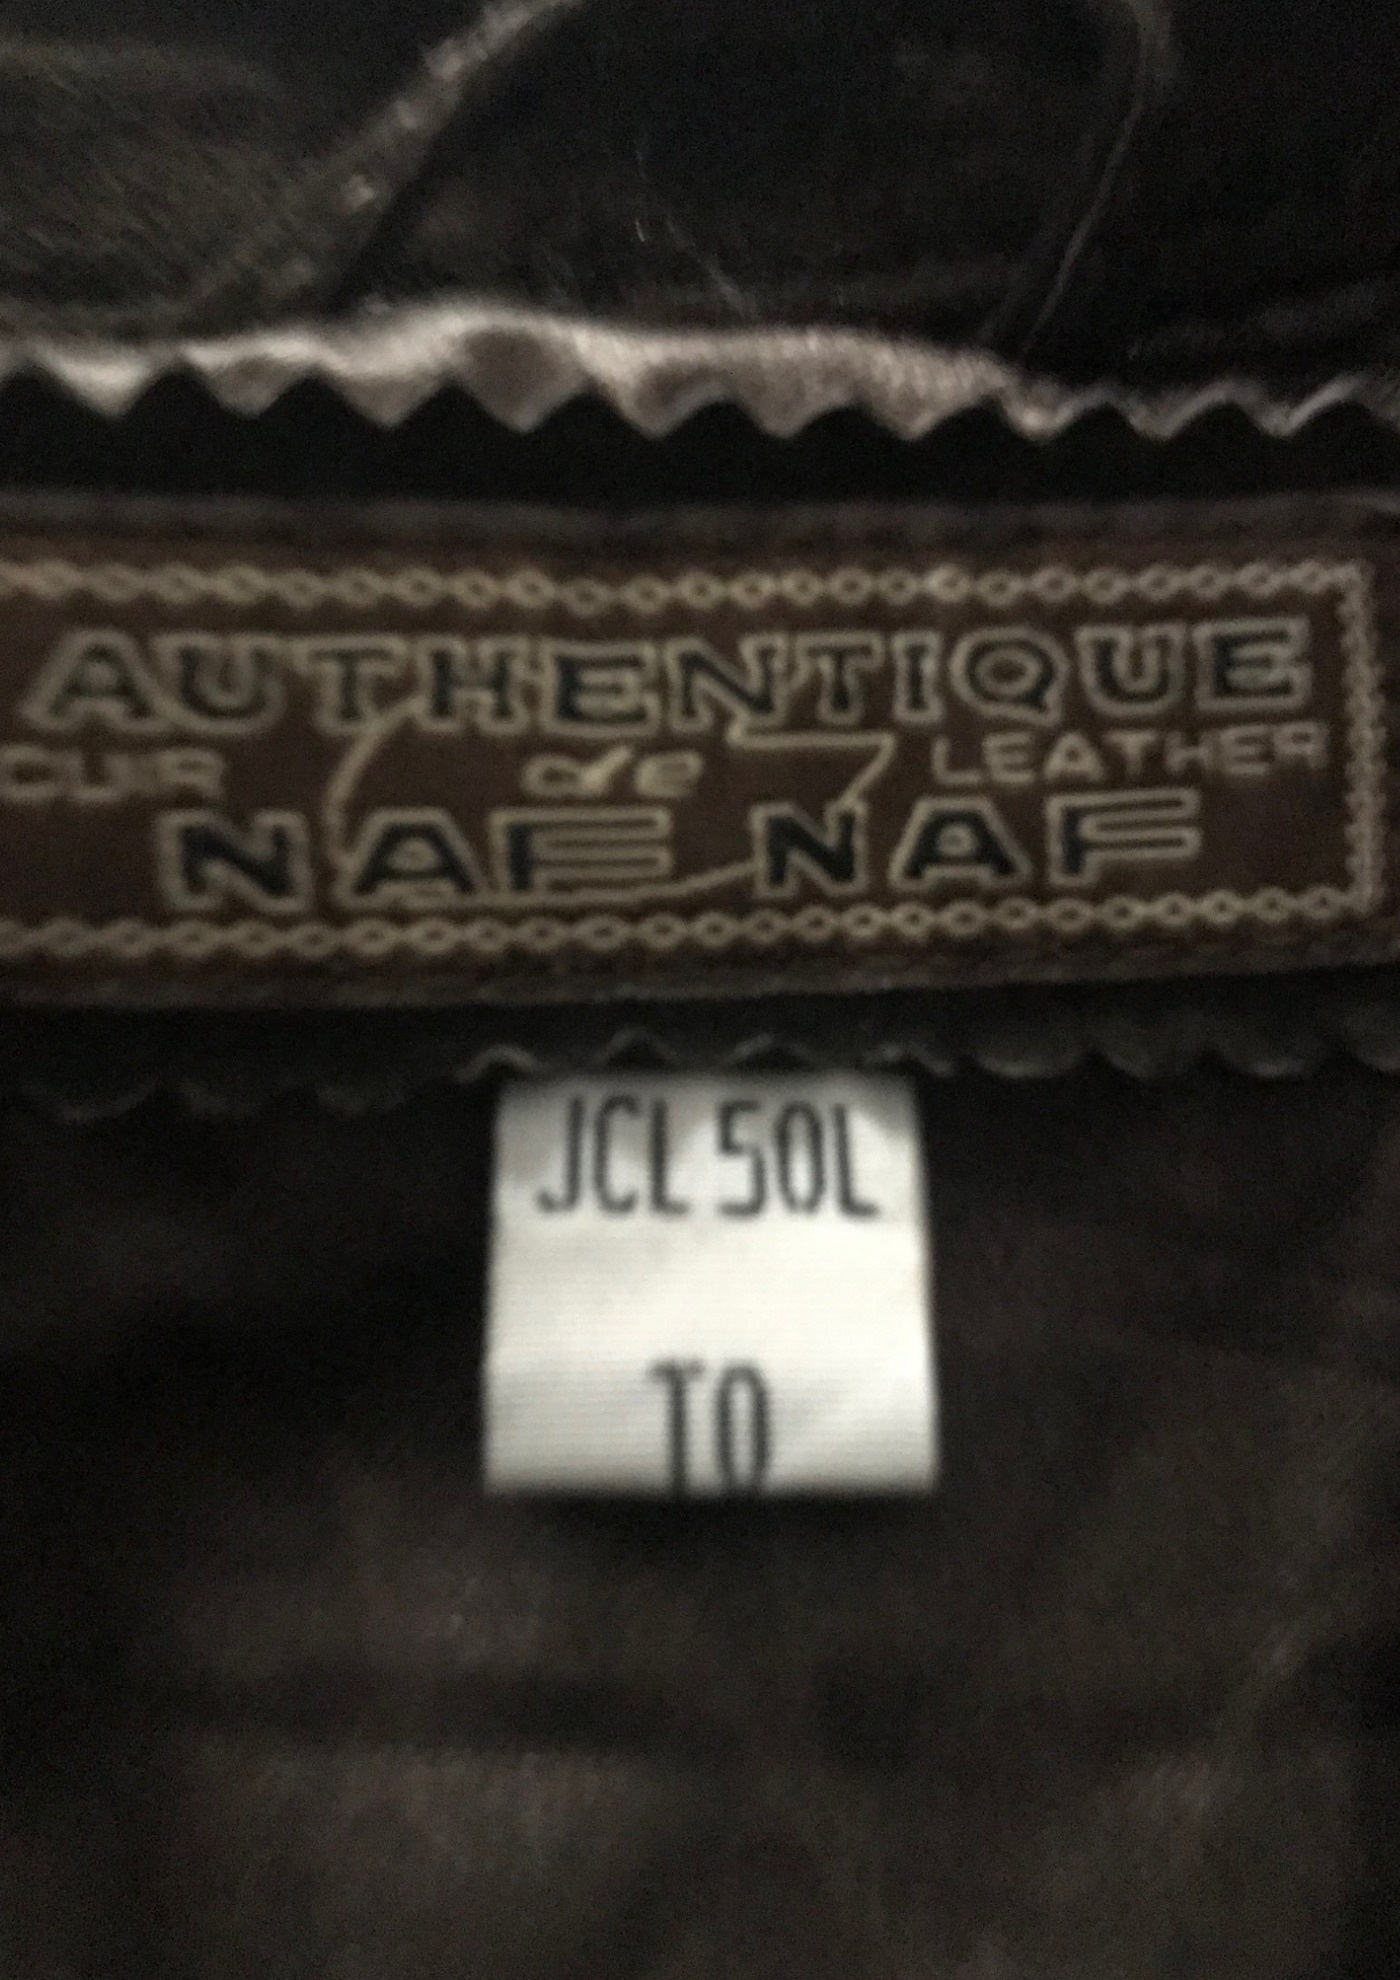 AUTHENTIQUE
CUIR de LEATHER
NAF NAF
JCL 50L
T0